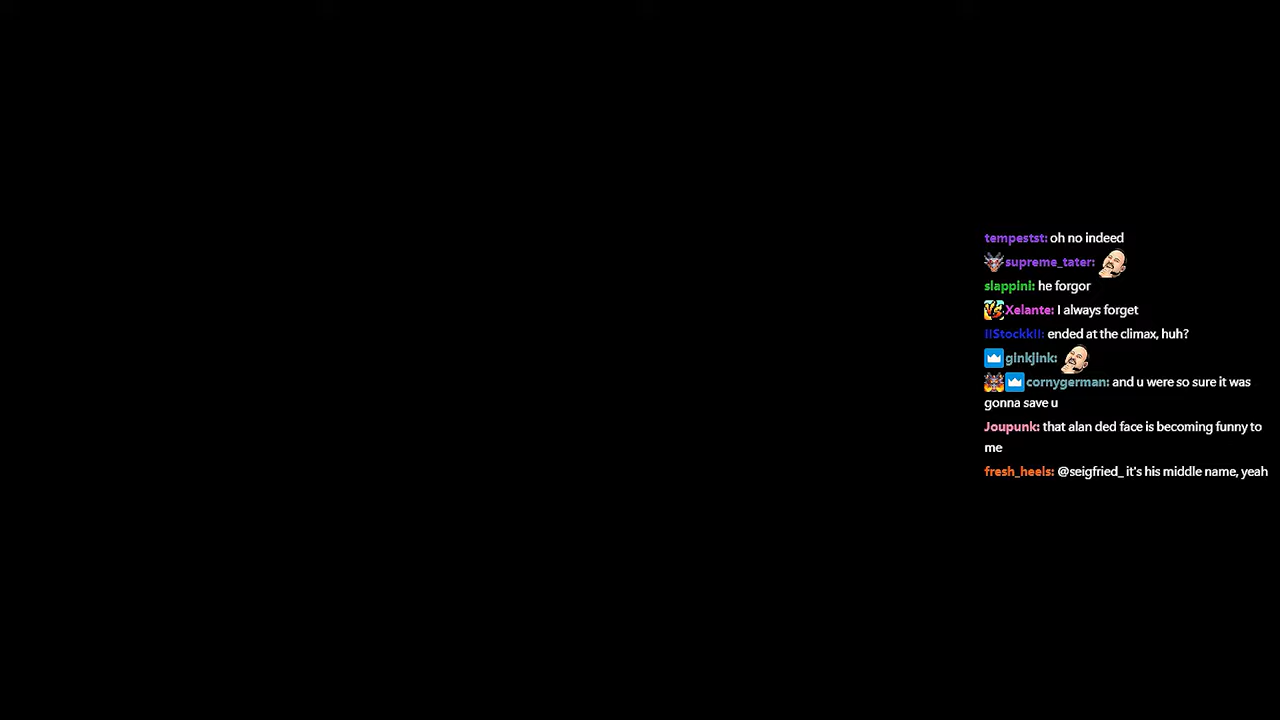 tempestst: oh no indeed
supreme_tater:
slappini: he forgor
Xelante: I always forget
iiStockii: ended at the climax, huh?
ginkjink:
cornygerman: and u were so sure it was
gonna save u
Joupunk: that alan ded face is becoming funny to
me
fresh_heels: @seigfried_ it's his middle name, yeah